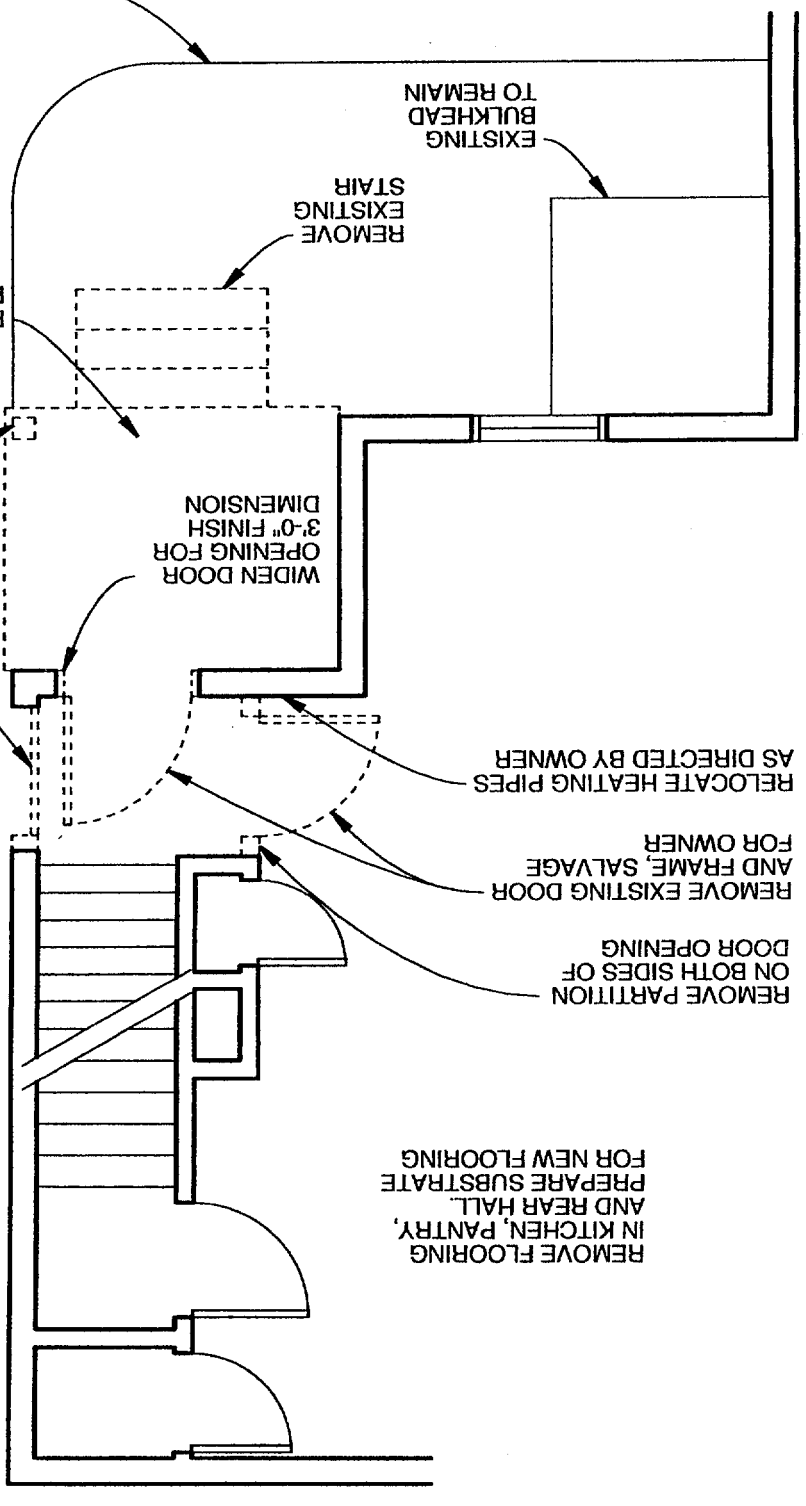 REMOVE FLOORING
IN KITCHEN, PANTRY,
AND REAR HALL.
PREPARE SUBSTRATE
FOR NEW FLOORING
REMOVE PARTITION
ON BOTH SIDES OF
DOOR OPENING
REMOVE EXISTING DOOR
AND FRAME, SALVAGE
FOR OWNER
RELOCATE HEATING PIPES
AS DIRECTED BY OWNER
WIDEN DOOR
OPENING FOR
3'-0" FINISH
DIMENSION
REMOVE
EXISTING
STAIR
EXISTING
BULKHEAD
TO REMAIN